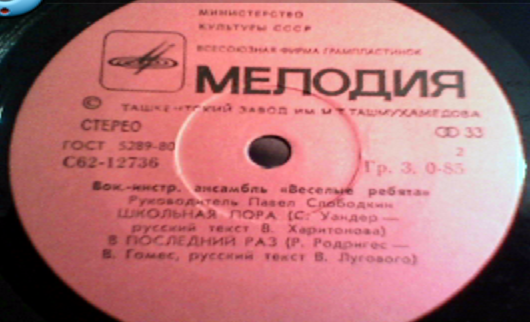 МИНИСТЕРСТВО
КУЛЬТУРЫ СССР
ВСЕСОЮЗНАЯ ФИРМА ГРАМПЛАСТИНОК
МЕЛОДИЯ
© ТАШКЕНТСКИЙ ЗАВОД ИМ М.Т.ТАШМУХАМЕДОВА
СТЕРЕО 33
ГОСТ 5289-80 2
С62-12736 Гр. 3. 0-85
Вок.-инстр. ансамбль «Веселые ребята»
Руководитель Павел Слободкин
ШКОЛЬНАЯ ПОРА (С. Уандер —
русский текст В. Харитонова)
В ПОСЛЕДНИЙ РАЗ (Р. Родригес —
В. Гомес, русский текст В. Лугового)